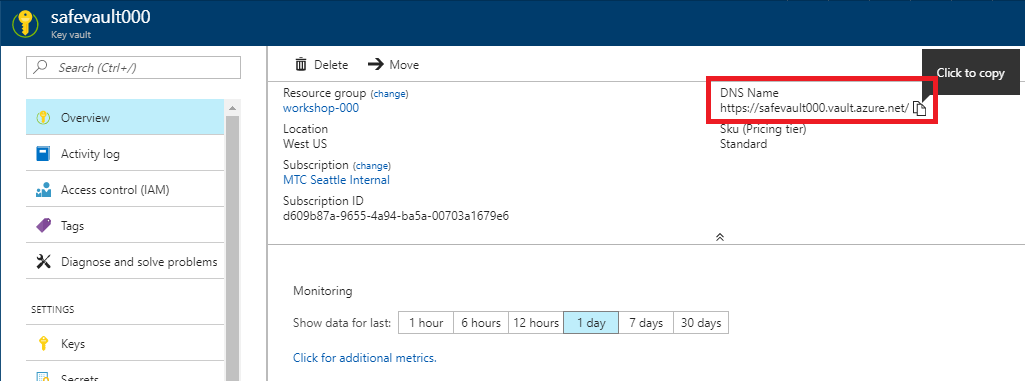 safevault000
Key vault
Search (Ctrl+/)
Overview
Activity log
Access control (IAM)
Tags
Diagnose and solve problems
SETTINGS
Keys
Secrets
Delete
Move
Resource group (change)
workshop-000
Location
West US
Subscription (change)
MTC Seattle Internal
Subscription ID
d609b87a-9655-4a94-ba5a-00703a1679e6
Click to copy
DNS Name
https://safevault000.vault.azure.net/
Sku (Pricing tier)
Standard
Monitoring
Show data for last: 1 hour 6 hours 12 hours 1 day 7 days 30 days
Click for additional metrics.